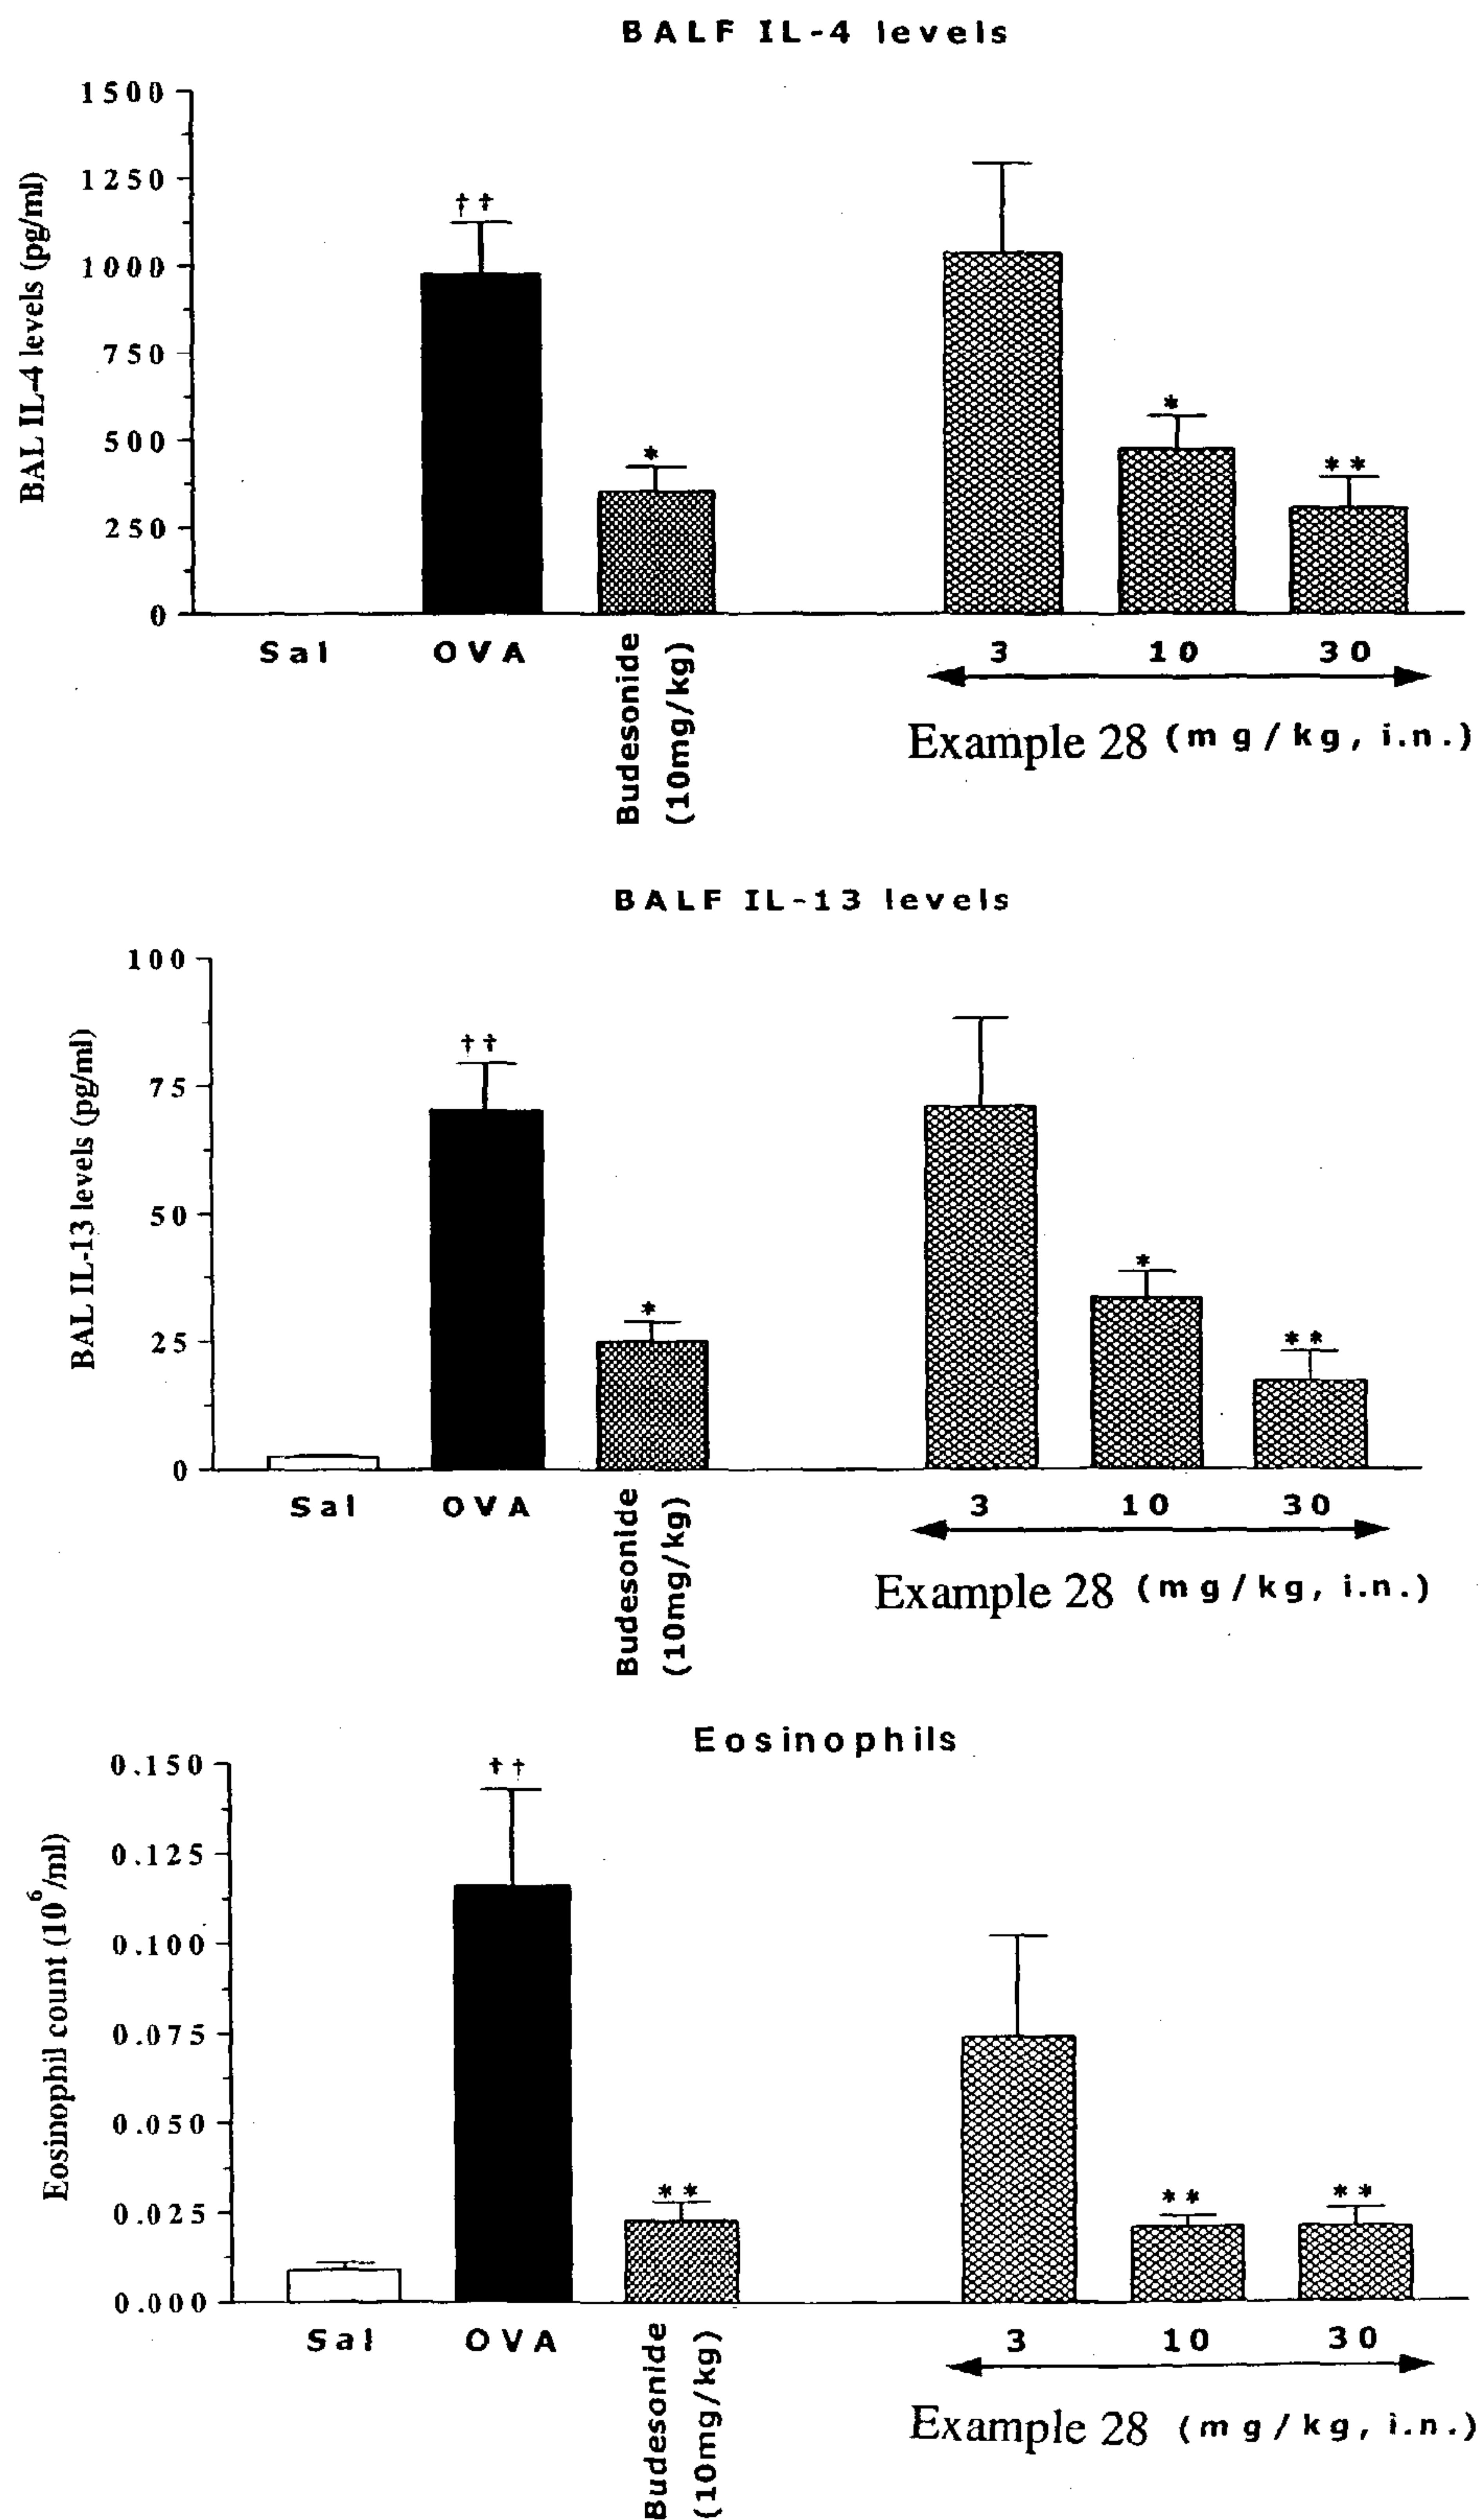 BALF IL-4 levels
BAL IL-4 levels (pg/ml)
1500
1250
1000
750
500
250
0
††
*
*
**
Sal
OVA
Budesonide
(10mg/kg)
3
10
30
Example 28 (mg/kg, i.n.)
BALF IL-13 levels
BAL IL-13 levels (pg/ml)
100
75
50
25
0
††
*
*
**
Sal
OVA
Budesonide
(10mg/kg)
3
10
30
Example 28 (mg/kg, i.n.)
Eosinophils
Eosinophil count (10⁶/ml)
0.150
0.125
0.100
0.075
0.050
0.025
0.000
††
**
**
**
Sal
OVA
Budesonide
(10mg/kg)
3
10
30
Example 28 (mg/kg, i.n.)